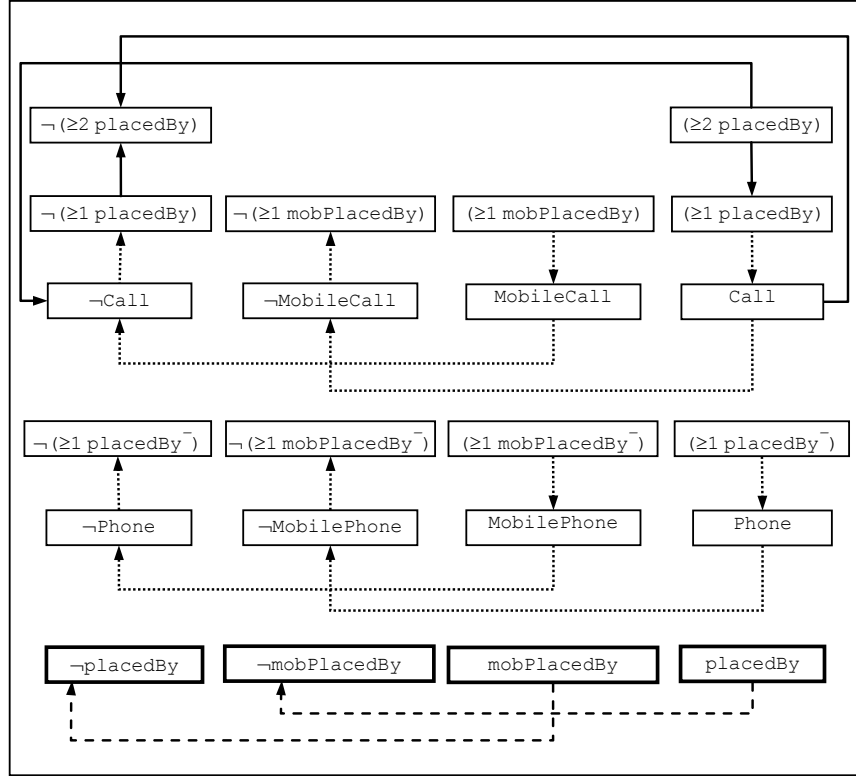 ¬(≥2 placedBy) (≥2 placedBy)
¬(≥1 placedBy) ¬(≥1 mobPlacedBy) (≥1 mobPlacedBy) (≥1 placedBy)
¬Call ¬MobileCall MobileCall Call
¬(≥1 placedBy⁻) ¬(≥1 mobPlacedBy⁻) (≥1 mobPlacedBy⁻) (≥1 placedBy⁻)
¬Phone ¬MobilePhone MobilePhone Phone
¬placedBy ¬mobPlacedBy mobPlacedBy placedBy